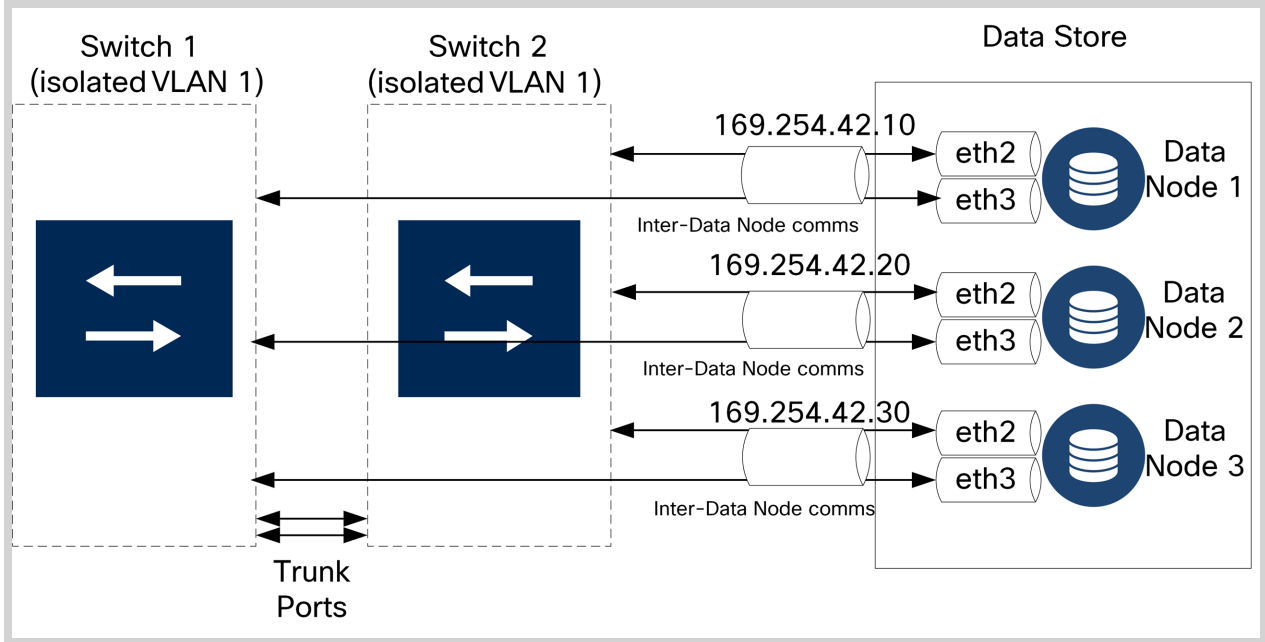 Switch 1
(isolated VLAN 1)
Switch 2
(isolated VLAN 1)
Data Store
169.254.42.10
eth2
eth3
Data
Node 1
Inter-Data Node comms
169.254.42.20
eth2
eth3
Data
Node 2
Inter-Data Node comms
169.254.42.30
eth2
eth3
Data
Node 3
Inter-Data Node comms
Trunk
Ports